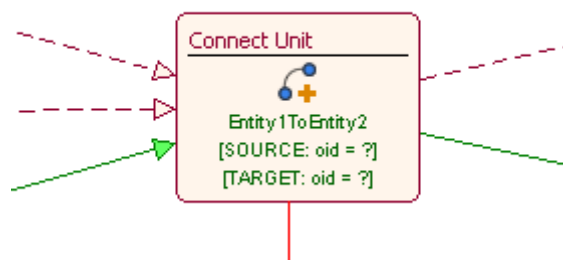 Connect Unit
Entity1ToEntity2
[SOURCE: oid = ?]
[TARGET: oid = ?]